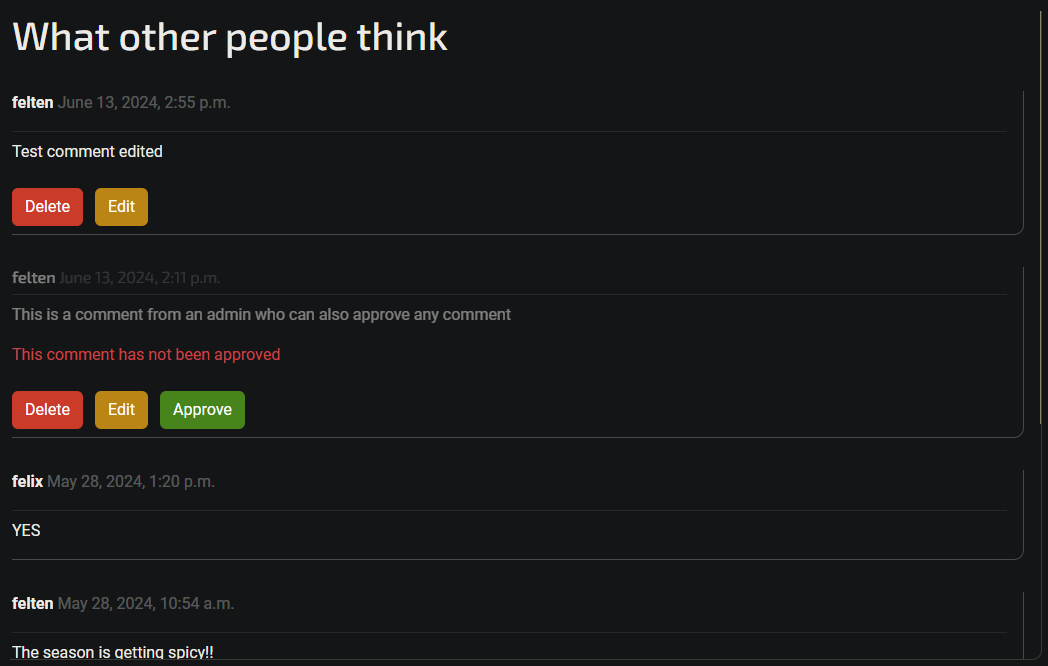 What other people think
felten June 13, 2024, 2:55 p.m.
Test comment edited
Delete Edit
felten June 13, 2024, 2:11 p.m.
This is a comment from an admin who can also approve any comment
This comment has not been approved
Delete Edit Approve
felix May 28, 2024, 1:20 p.m.
YES
felten May 28, 2024, 10:54 a.m.
The season is getting spicy!!